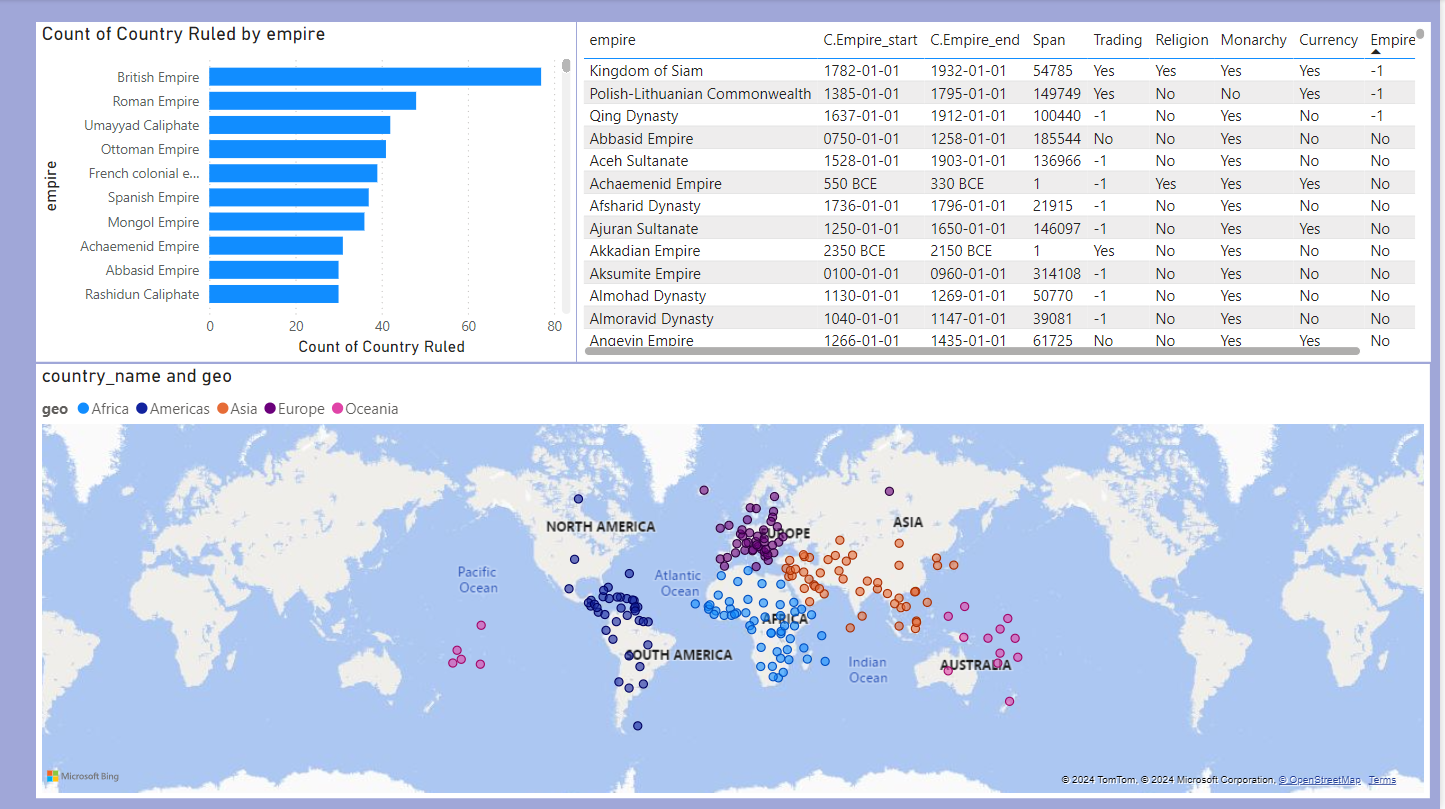 Count of Country Ruled by empire
empire
British Empire
Roman Empire
Umayyad Caliphate
Ottoman Empire
French colonial e...
Spanish Empire
Mongol Empire
Achaemenid Empire
Abbasid Empire
Rashidun Caliphate
0 20 40 60 80
Count of Country Ruled
empire C.Empire_start C.Empire_end Span Trading Religion Monarchy Currency Empire
Kingdom of Siam 1782-01-01 1932-01-01 54785 Yes Yes Yes Yes -1
Polish-Lithuanian Commonwealth 1385-01-01 1795-01-01 149749 Yes No No Yes -1
Qing Dynasty 1637-01-01 1912-01-01 100440 -1 No Yes No -1
Abbasid Empire 0750-01-01 1258-01-01 185544 No No Yes No No
Aceh Sultanate 1528-01-01 1903-01-01 136966 -1 No Yes No No
Achaemenid Empire 550 BCE 330 BCE 1 -1 Yes Yes Yes No
Afsharid Dynasty 1736-01-01 1796-01-01 21915 -1 No Yes No No
Ajuran Sultanate 1250-01-01 1650-01-01 146097 -1 No Yes Yes No
Akkadian Empire 2350 BCE 2150 BCE 1 Yes No Yes No No
Aksumite Empire 0100-01-01 0960-01-01 314108 -1 No Yes No No
Almohad Dynasty 1130-01-01 1269-01-01 50770 -1 No Yes No No
Almoravid Dynasty 1040-01-01 1147-01-01 39081 -1 No Yes No No
Angevin Empire 1266-01-01 1435-01-01 61725 No No Yes Yes No
country_name and geo
geo Africa Americas Asia Europe Oceania
NORTH AMERICA
EUROPE
ASIA
Pacific
Ocean
Atlantic
Ocean
AFRICA
SOUTH AMERICA
Indian
Ocean
AUSTRALIA
Microsoft Bing
© 2024 TomTom, © 2024 Microsoft Corporation, © OpenStreetMap Terms